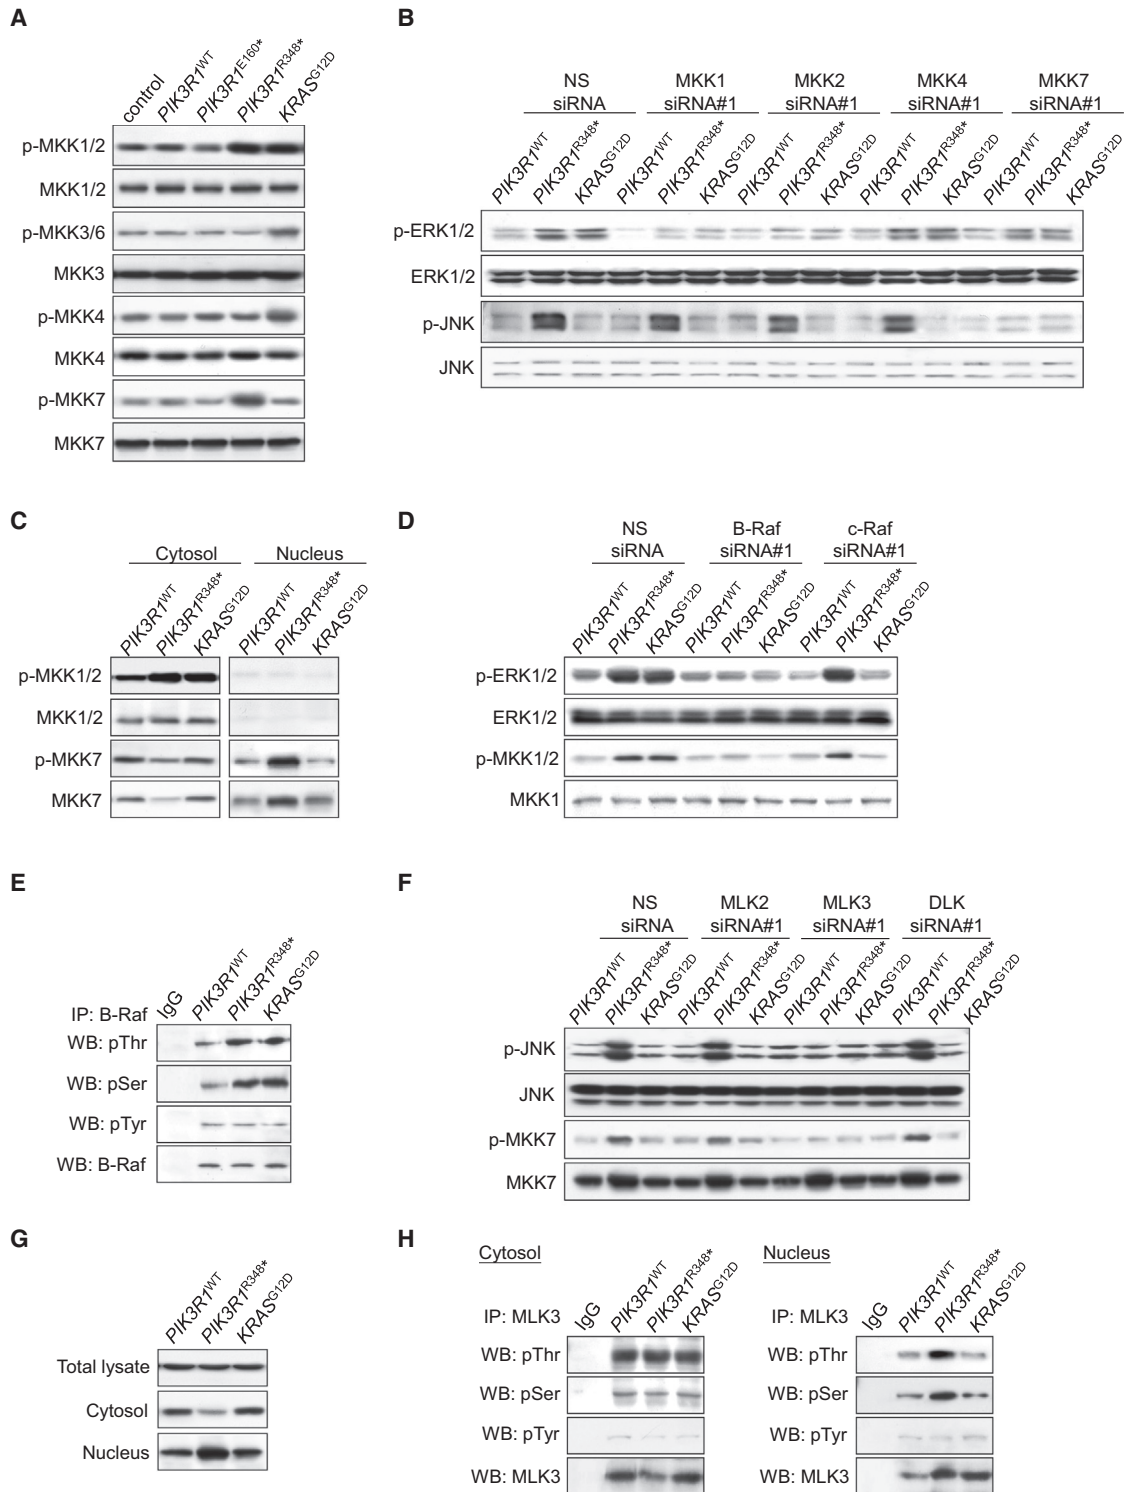 A
control PIK3R1WT PIK3R1E160* PIK3R1R348* KRASG12D
p-MKK1/2
MKK1/2
p-MKK3/6
MKK3
p-MKK4
MKK4
p-MKK7
MKK7
B
NS siRNA MKK1 siRNA#1 MKK2 siRNA#1 MKK4 siRNA#1 MKK7 siRNA#1
PIK3R1WT PIK3R1R348* KRASG12D PIK3R1WT PIK3R1R348* KRASG12D PIK3R1WT PIK3R1R348* KRASG12D PIK3R1WT PIK3R1R348* KRASG12D PIK3R1WT PIK3R1R348* KRASG12D
p-ERK1/2
ERK1/2
p-JNK
JNK
C
Cytosol Nucleus
PIK3R1WT PIK3R1R348* KRASG12D PIK3R1WT PIK3R1R348* KRASG12D
p-MKK1/2
MKK1/2
p-MKK7
MKK7
D
NS siRNA B-Raf siRNA#1 c-Raf siRNA#1
PIK3R1WT PIK3R1R348* KRASG12D PIK3R1WT PIK3R1R348* KRASG12D PIK3R1WT PIK3R1R348* KRASG12D
p-ERK1/2
ERK1/2
p-MKK1/2
MKK1
E
IP: B-Raf IgG PIK3R1WT PIK3R1R348* KRASG12D
WB: pThr
WB: pSer
WB: pTyr
WB: B-Raf
F
NS siRNA MLK2 siRNA#1 MLK3 siRNA#1 DLK siRNA#1
PIK3R1WT PIK3R1R348* KRASG12D PIK3R1WT PIK3R1R348* KRASG12D PIK3R1WT PIK3R1R348* KRASG12D PIK3R1WT PIK3R1R348* KRASG12D
p-JNK
JNK
p-MKK7
MKK7
G
PIK3R1WT PIK3R1R348* KRASG12D
Total lysate
Cytosol
Nucleus
H
Cytosol
IP: MLK3 IgG PIK3R1WT PIK3R1R348* KRASG12D
WB: pThr
WB: pSer
WB: pTyr
WB: MLK3
Nucleus
IP: MLK3 IgG PIK3R1WT PIK3R1R348* KRASG12D
WB: pThr
WB: pSer
WB: pTyr
WB: MLK3